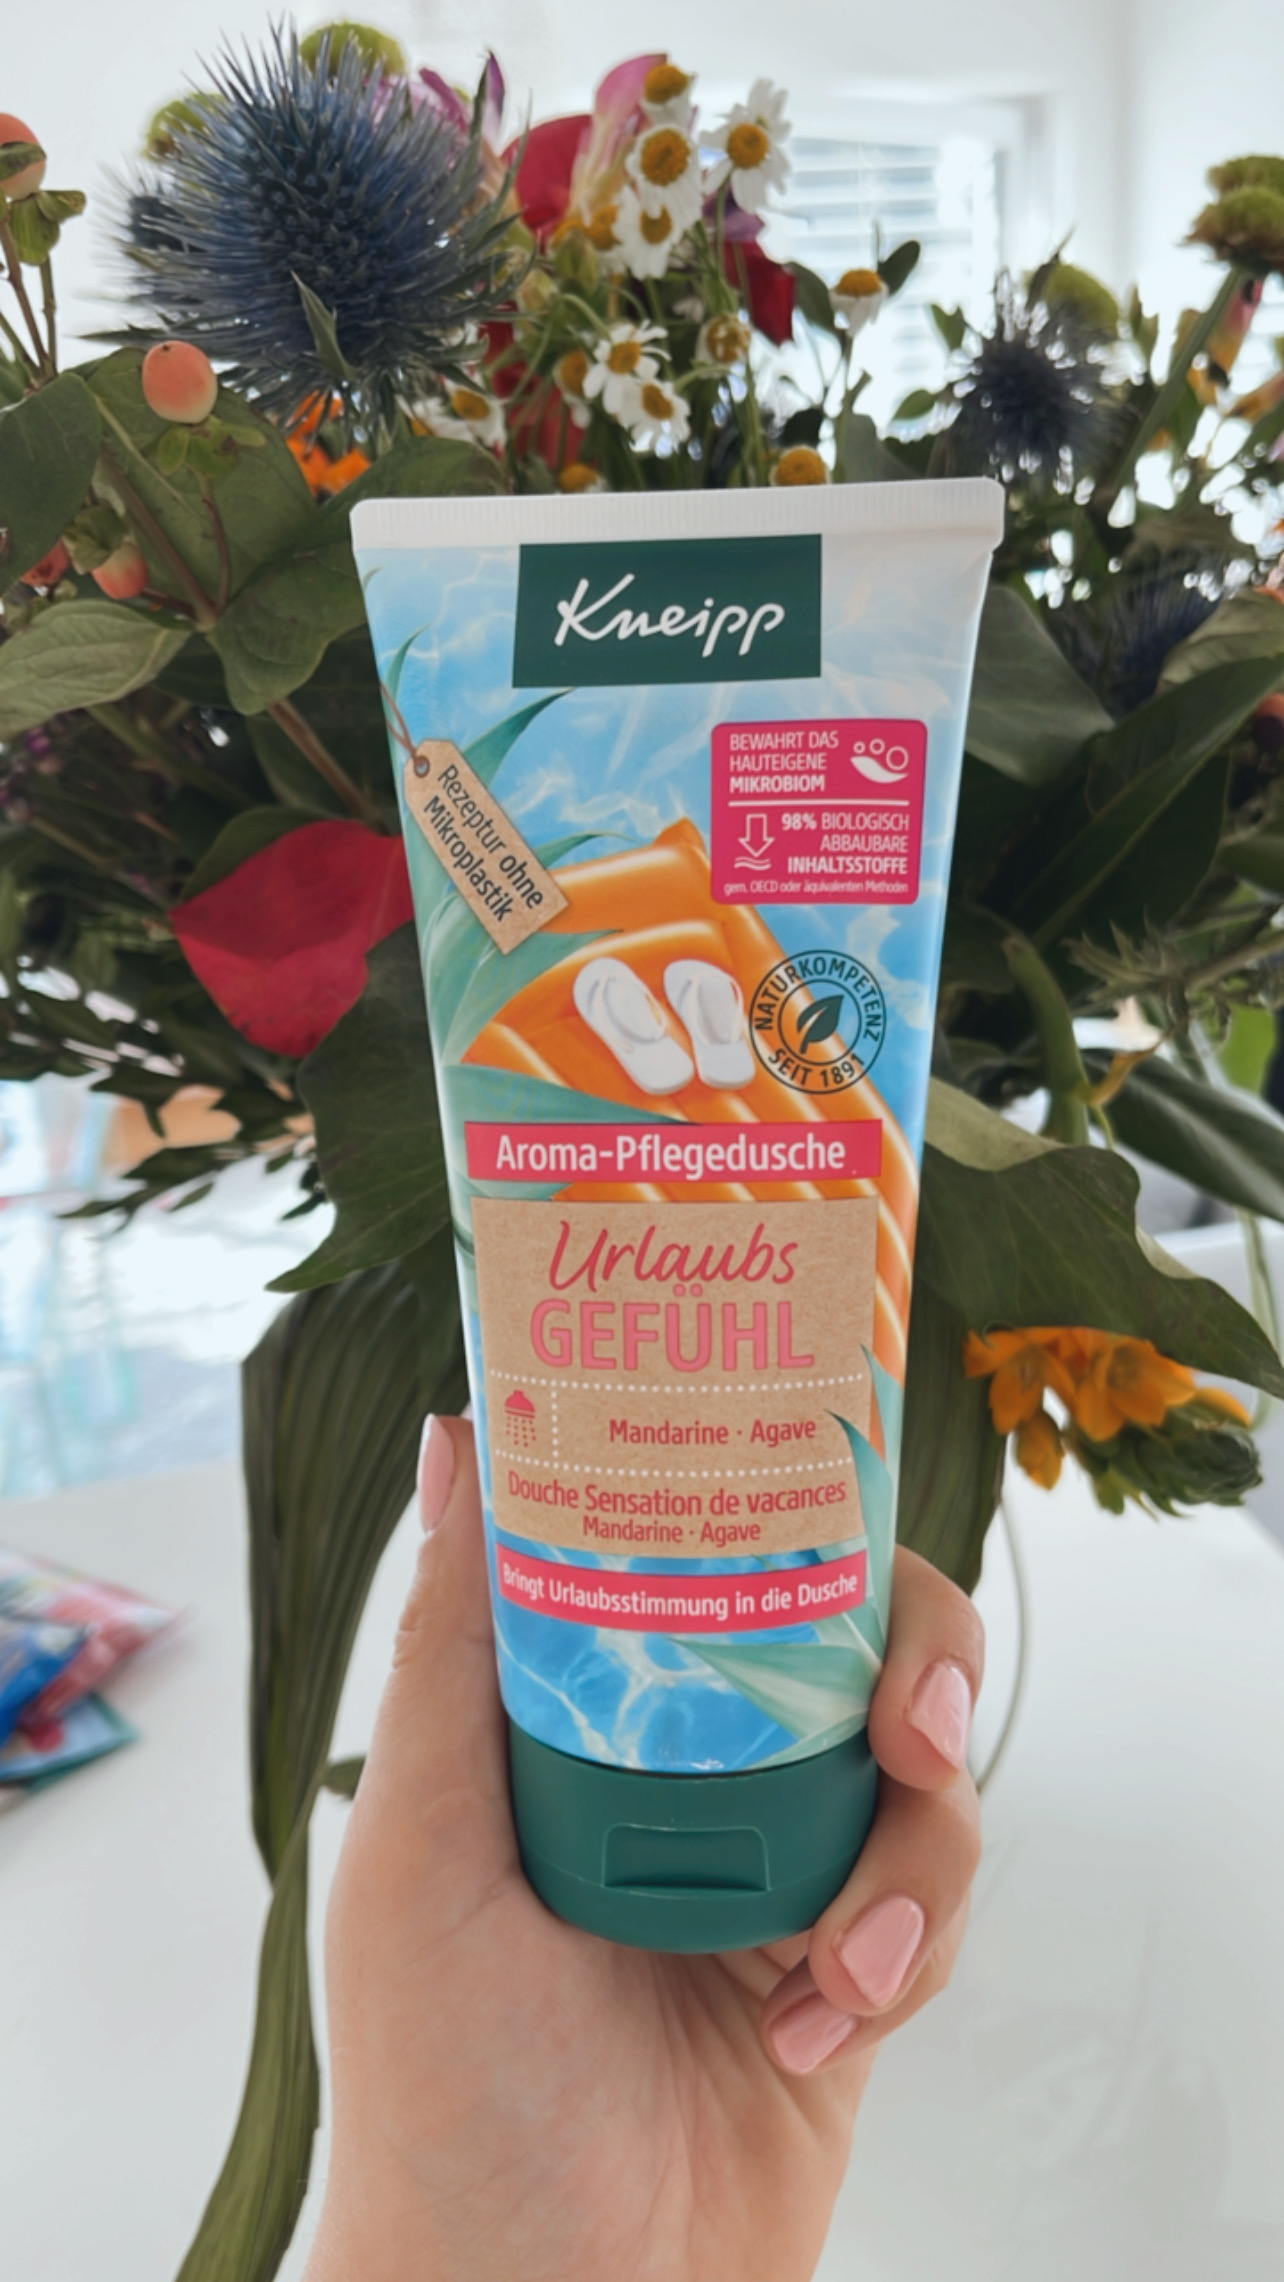 Kneipp
BEWAHRT DAS
HAUTEIGENE
MIKROBIOM
98% BIOLOGISCH
ABBAUBARE
INHALTSSTOFFE
gem. OECD oder äquivalenten Methoden
Rezeptur ohne
Mikroplastik
NATURKOMPETENZ
SEIT 1891
Aroma-Pflegedusche
Urlaubs
GEFÜHL
Mandarine · Agave
Douche Sensation de vacances
Mandarine · Agave
Bringt Urlaubsstimmung in die Dusche